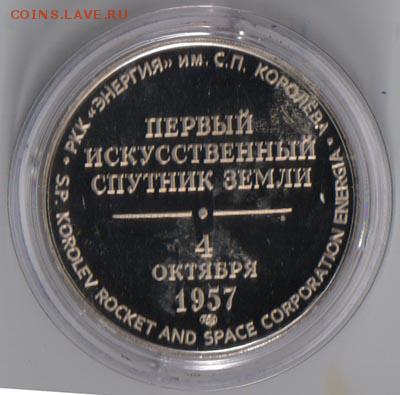 COINS.LAVE.RU
• РКК «ЭНЕРГИЯ» им. С.П. КОРОЛЁВА •
ПЕРВЫЙ
ИСКУССТВЕННЫЙ
СПУТНИК ЗЕМЛИ
4
ОКТЯБРЯ
1957
S.P. KOROLEV ROCKET AND SPACE CORPORATION ENERGIA